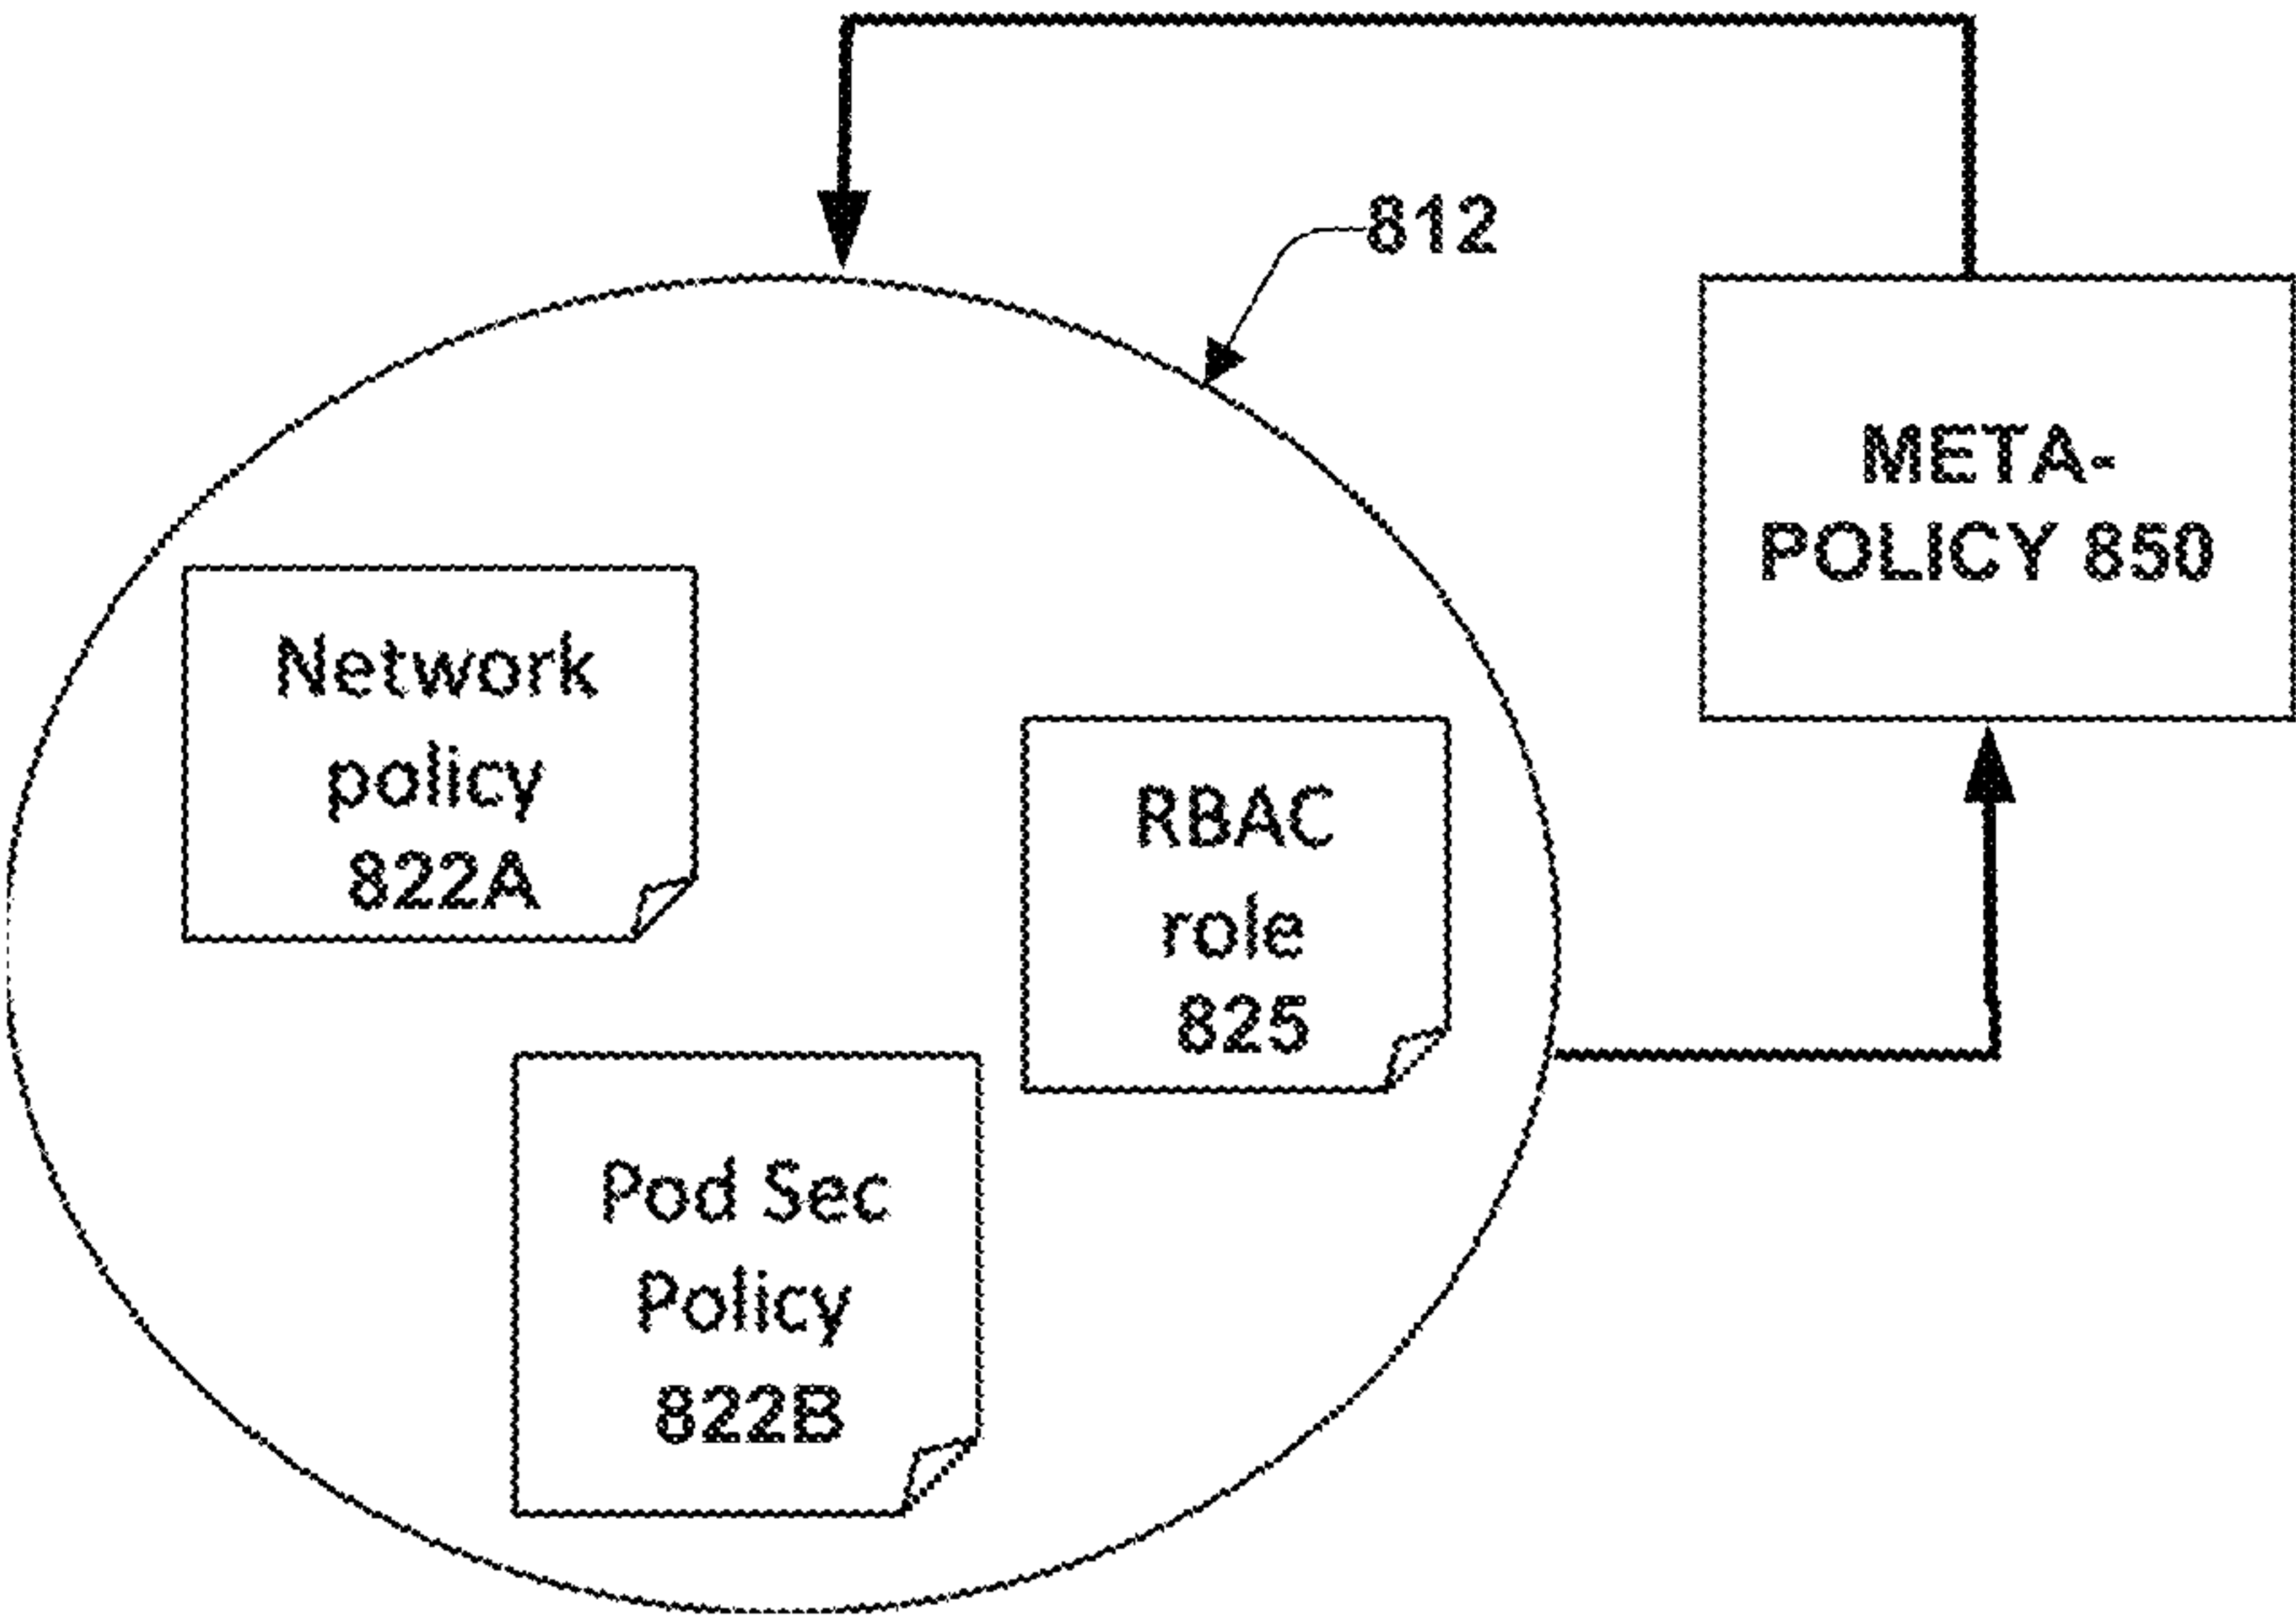 812
META-
POLICY 850
Network
policy
822A
RBAC
role
825
Pod Sec
Policy
822B